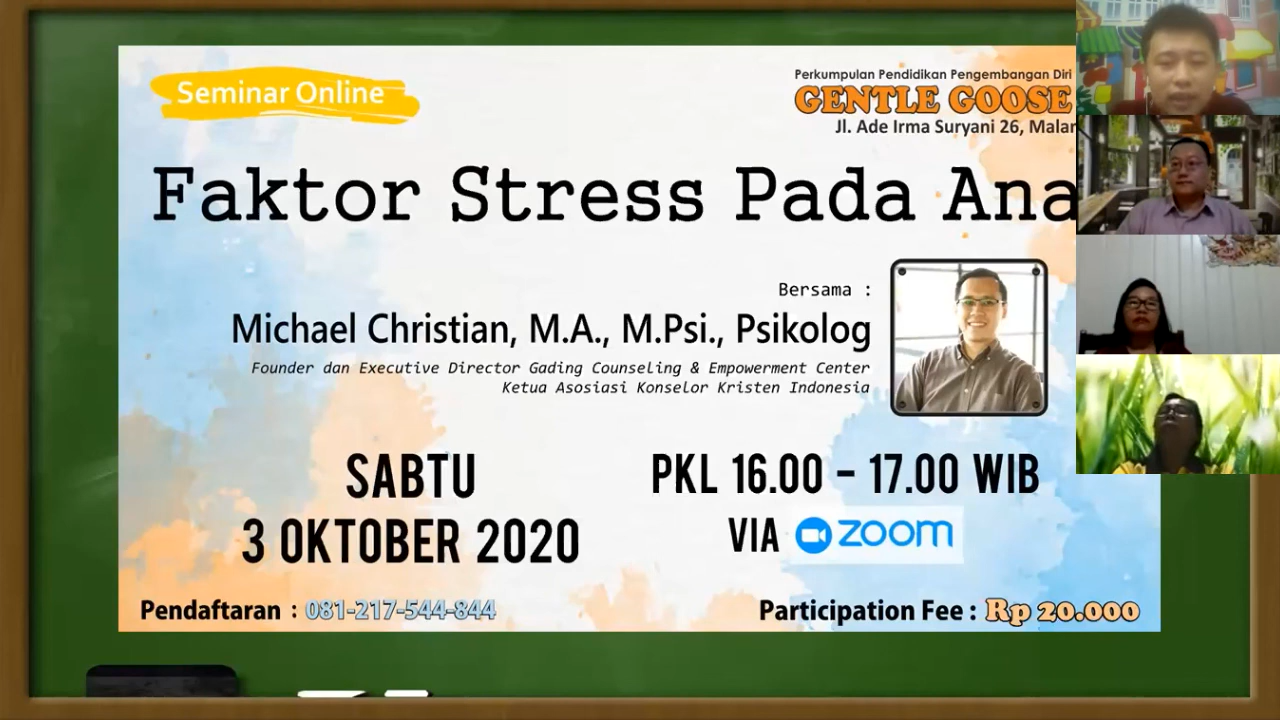 Seminar Online
Perkumpulan Pendidikan Pengembangan Diri
GENTLE GOOSE
Jl. Ade Irma Suryani 26, Malan
Faktor Stress Pada Ana
Bersama :
Michael Christian, M.A., M.Psi., Psikolog
Founder dan Executive Director Gading Counseling & Empowerment Center
Ketua Asosiasi Konselor Kristen Indonesia
SABTU
3 OKTOBER 2020
PKL 16.00 – 17.00 WIB
VIA zoom
Pendaftaran : 081-217-544-844
Participation Fee : Rp 20.000